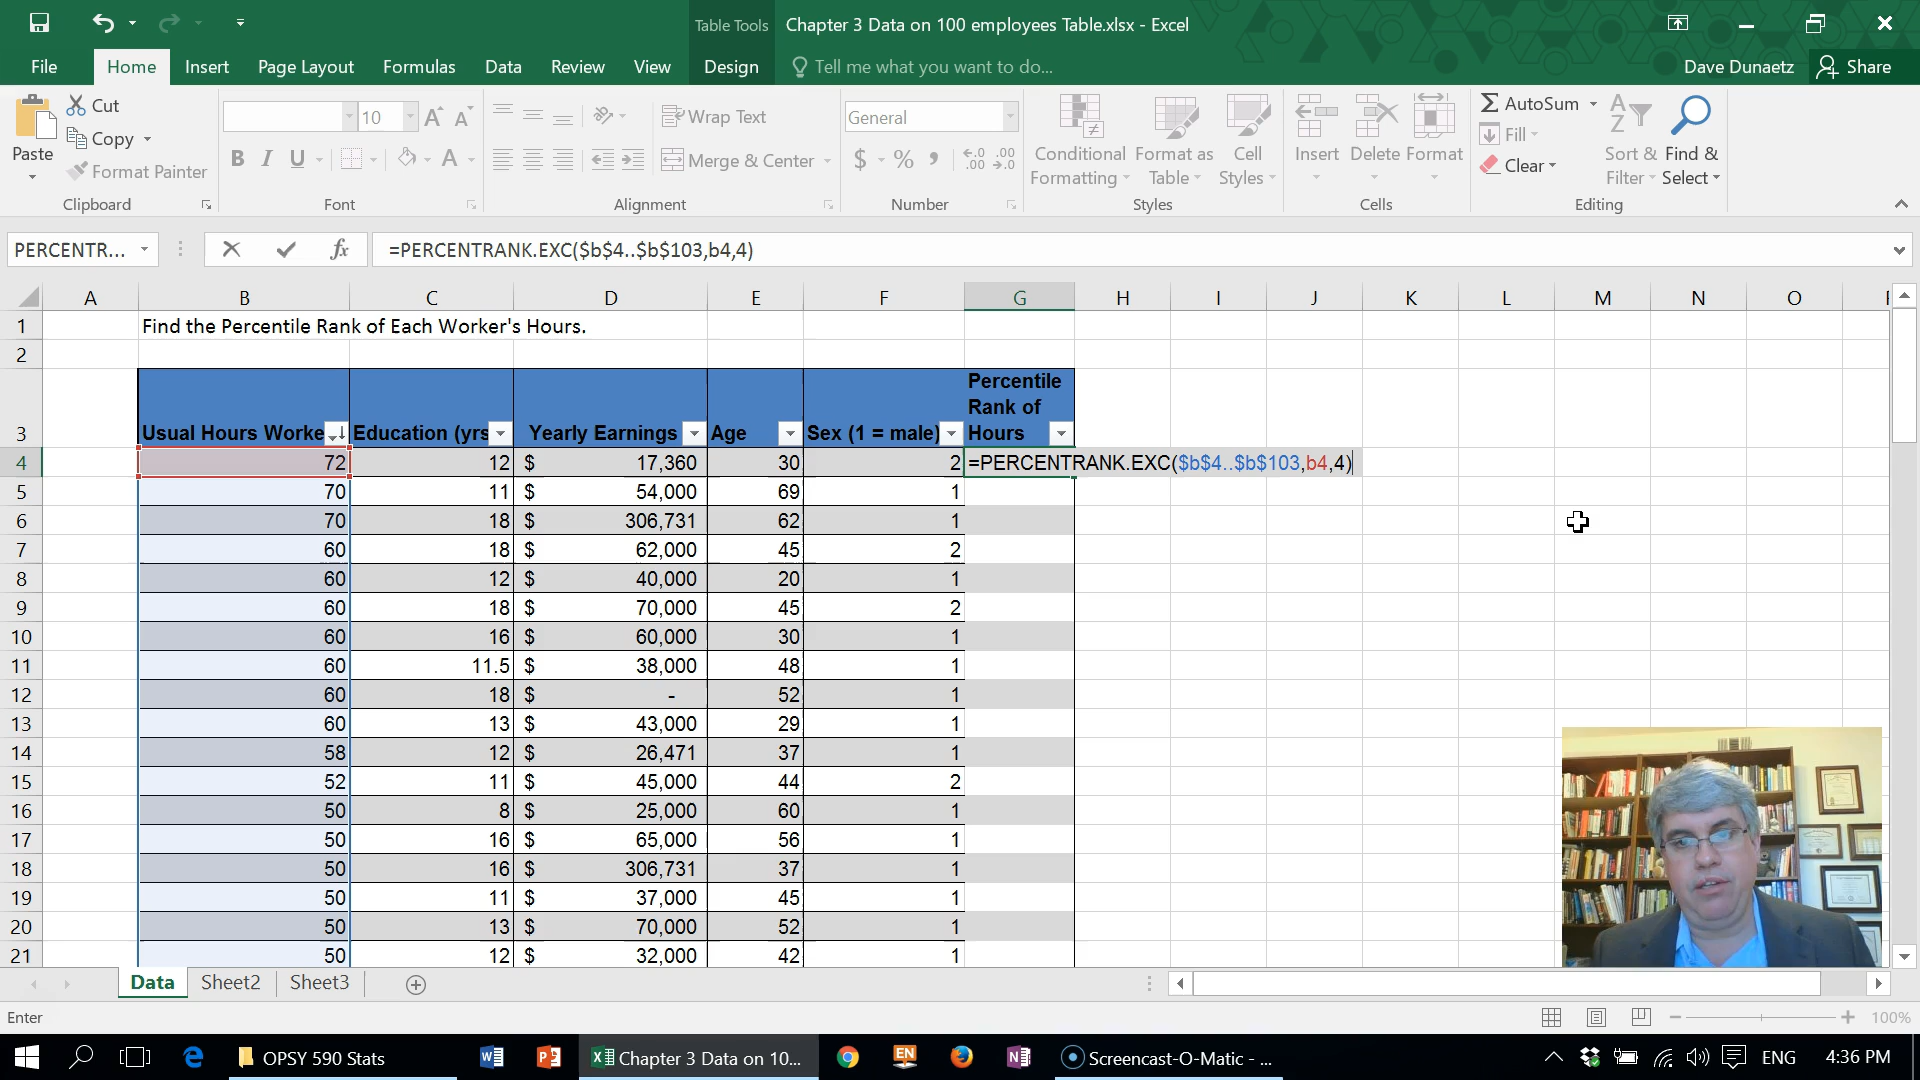 Table Tools
Chapter 3 Data on 100 employees Table.xlsx - Excel
File
Home
Insert
Page Layout
Formulas
Data
Review
View
Design
Tell me what you want to do...
Dave Dunaetz
Share
Paste
Cut
Copy
Format Painter
Clipboard
10
A A
B I U
A
Font
Wrap Text
Merge & Center
Alignment
General
$ % ,
.00 .00
Number
Conditional Formatting
Format as Table
Cell Styles
Styles
Insert
Delete
Format
Cells
AutoSum
Fill
Clear
Sort & Filter
Find & Select
Editing
PERCENTR...
fx
=PERCENTRANK.EXC($b$4..$b$103,b4,4)
A B C D E F G H I J K L M N O
1 Find the Percentile Rank of Each Worker's Hours.
2
3 Usual Hours Worke Education (yrs Yearly Earnings Age Sex (1 = male) Percentile Rank of Hours
4 72 12 $ 17,360 30 2 =PERCENTRANK.EXC($b$4..$b$103,b4,4)
5 70 11 $ 54,000 69 1
6 70 18 $ 306,731 62 1
7 60 18 $ 62,000 45 2
8 60 12 $ 40,000 20 1
9 60 18 $ 70,000 45 2
10 60 16 $ 60,000 30 1
11 60 11.5 $ 38,000 48 1
12 60 18 $ - 52 1
13 60 13 $ 43,000 29 1
14 58 12 $ 26,471 37 1
15 52 11 $ 45,000 44 2
16 50 8 $ 25,000 60 1
17 50 16 $ 65,000 56 1
18 50 16 $ 306,731 37 1
19 50 11 $ 37,000 45 1
20 50 13 $ 70,000 52 1
21 50 12 $ 32,000 42 1
Data
Sheet2
Sheet3
Enter
100%
OPSY 590 Stats
Chapter 3 Data on 10...
EN
Screencast-O-Matic - ...
ENG
4:36 PM